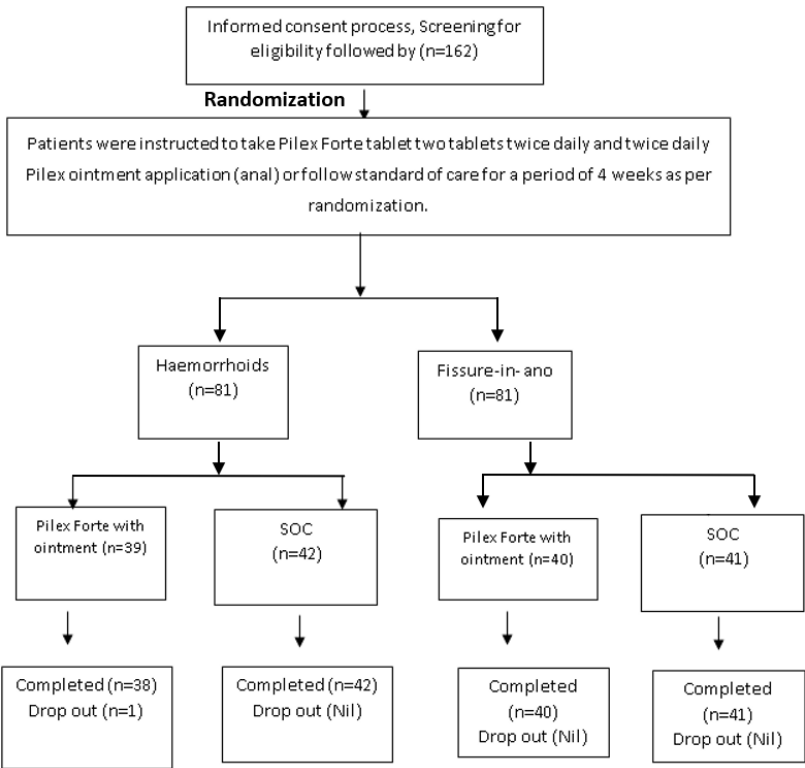 Informed consent process, Screening for
eligibility followed by (n=162)
Randomization
Patients were instructed to take Pilex Forte tablet two tablets twice daily and twice daily
Pilex ointment application (anal) or follow standard of care for a period of 4 weeks as per
randomization.
Haemorrhoids
(n=81)
Fissure-in- ano
(n=81)
Pilex Forte with
ointment (n=39)
SOC
(n=42)
Pilex Forte with
ointment (n=40)
SOC
(n=41)
Completed (n=38)
Drop out (n=1)
Completed (n=42)
Drop out (Nil)
Completed
(n=40)
Drop out (Nil)
Completed
(n=41)
Drop out (Nil)